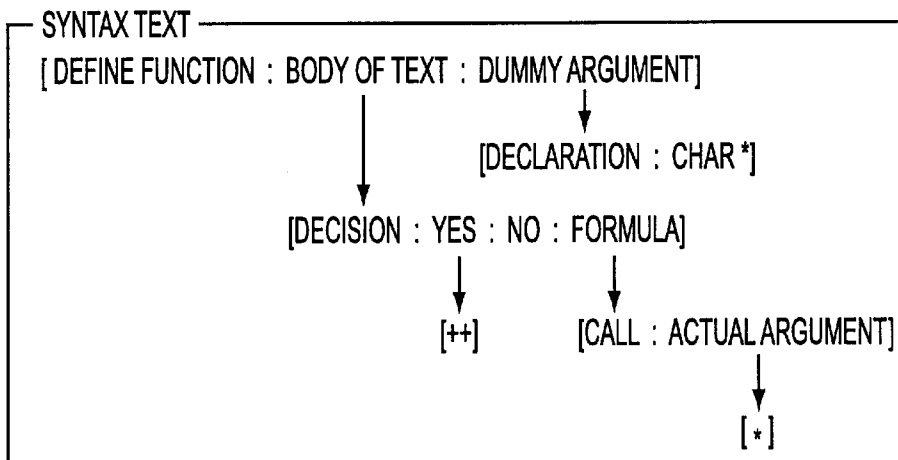 SYNTAX TEXT
[ DEFINE FUNCTION : BODY OF TEXT : DUMMY ARGUMENT]
[DECLARATION : CHAR *]
[DECISION : YES : NO : FORMULA]
[++] [CALL : ACTUAL ARGUMENT]
[*]